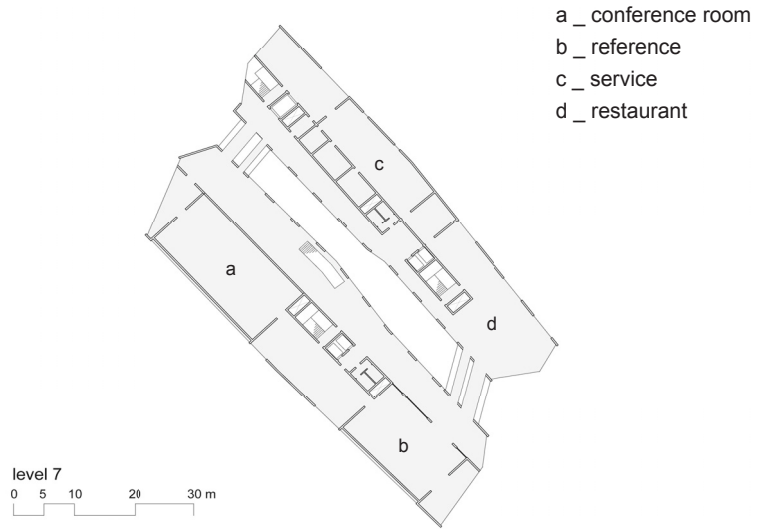 a _ conference room
b _ reference
c _ service
d _ restaurant
c
a
d
b
level 7
0 5 10 20 30 m